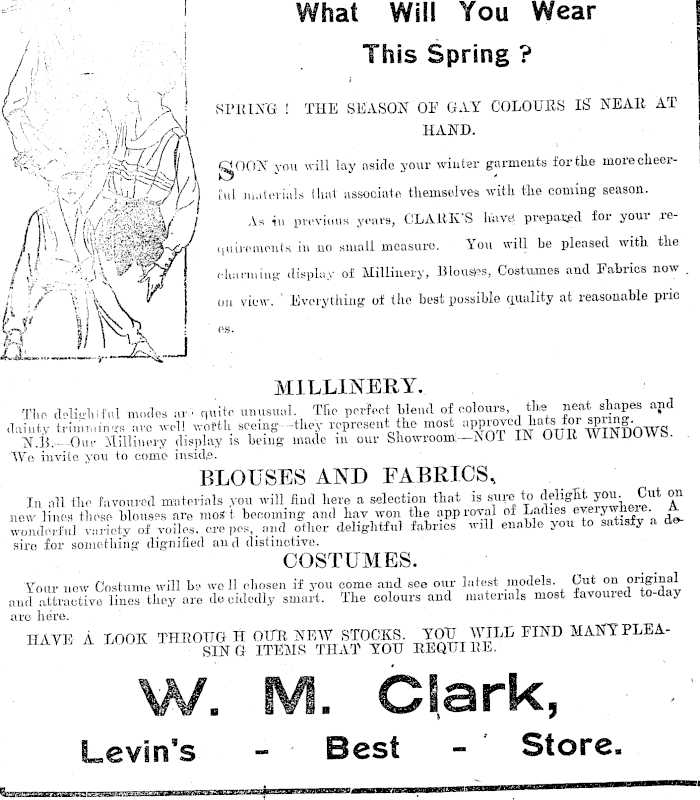 What Will You Wear
This Spring ?
SPRING ! THE SEASON OF GAY COLOURS IS NEAR AT
HAND.
SOON you will lay aside your winter garments for the more cheer-
ful materials that associate themselves with the coming season.
As in previous years, CLARK'S have prepared for your re-
quirements in no small measure. You will be pleased with the
charming display of Millinery, Blouses, Costumes and Fabrics now
on view. Everything of the best possible quality at reasonable pric
es.
MILLINERY.
The delightful modes are quite unusual. The perfect blend of colours, the neat shapes and
dainty trimmings are well worth seeing—they represent the most approved hats for spring.
N.B.—Our Millinery display is being made in our Showroom—NOT IN OUR WINDOWS.
We invite you to come inside.
BLOUSES AND FABRICS,
In all the favoured materials you will find here a selection that is sure to delight you. Cut on
new lines these blouses are most becoming and hav won the approval of Ladies everywhere. A
wonderful variety of voiles, cre pes, and other delightful fabrics will enable you to satisfy a de-
sire for something dignified an d distinctive.
COSTUMES.
Your new Costume will be we ll chosen if you come and see our latest models. Cut on original
and attractive lines they are de cidedly smart. The colours and materials most favoured to-day
are here.
HAVE A LOOK THROUG H OUR NEW STOCKS. YOU WILL FIND MANY PLEA-
SIN G ITEMS THAT YOU REQUI RE.
W. M. Clark,
Levin's - Best - Store.